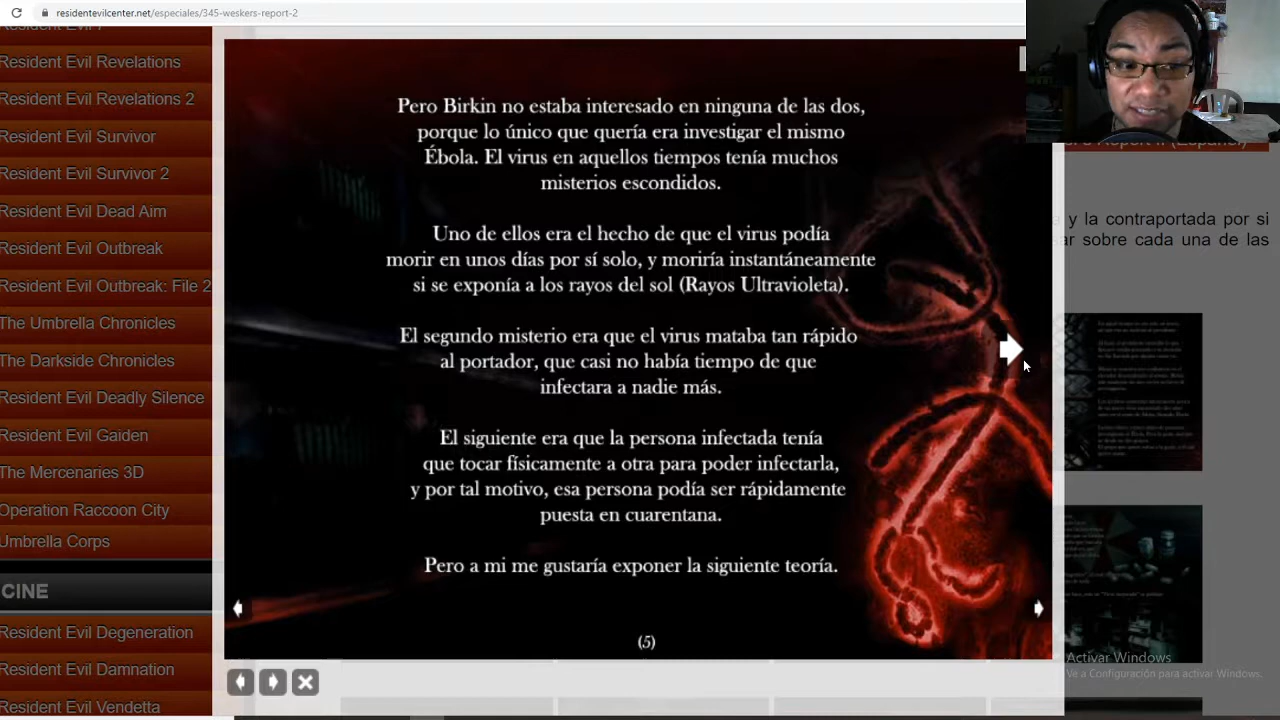 residentevilcenter.net/especiales/345-weskers-report-2
Resident Evil Revelations
Resident Evil Revelations 2
Resident Evil Survivor
Resident Evil Survivor 2
Resident Evil Dead Aim
Resident Evil Outbreak
Resident Evil Outbreak: File 2
The Umbrella Chronicles
The Darkside Chronicles
Resident Evil Deadly Silence
Resident Evil Gaiden
The Mercenaries 3D
Operation Raccoon City
Umbrella Corps
CINE
Resident Evil Degeneration
Resident Evil Damnation
Resident Evil Vendetta
Pero Birkin no estaba interesado en ninguna de las dos,
porque lo único que quería era investigar el mismo
Ébola. El virus en aquellos tiempos tenía muchos
misterios escondidos.
Uno de ellos era el hecho de que el virus podía
morir en unos días por sí solo, y moriría instantáneamente
si se exponía a los rayos del sol (Rayos Ultravioleta).
El segundo misterio era que el virus mataba tan rápido
al portador, que casi no había tiempo de que
infectara a nadie más.
El siguiente era que la persona infectada tenía
que tocar físicamente a otra para poder infectarla,
y por tal motivo, esa persona podía ser rápidamente
puesta en cuarentana.
Pero a mi me gustaría exponer la siguiente teoría.
(5)
Report II (Español)
y la contraportada por si
sobre cada una de las
Activar Windows
Ve a Configuración para activar Windows.